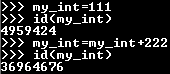 >>> my_int=111
>>> id(my_int)
4959424
>>> my_int=my_int+222
>>> id(my_int)
36964676